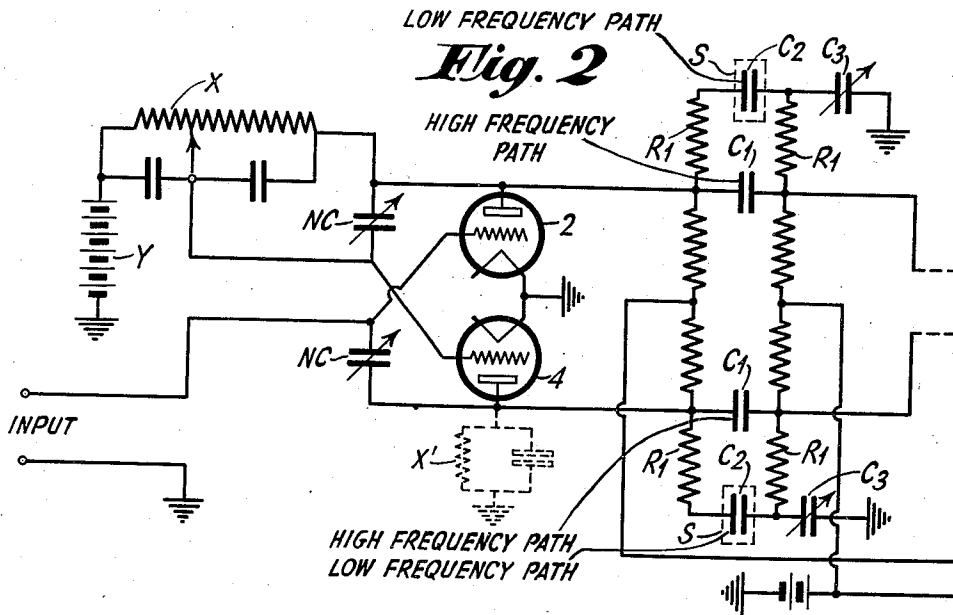 LOW FREQUENCY PATH
Fig. 2
S
C2
C3
X
HIGH FREQUENCY
PATH
R1
C1
R1
NC
2
Y
NC
4
C1
INPUT
X'
R1
C2
R1
C3
S
HIGH FREQUENCY PATH
LOW FREQUENCY PATH